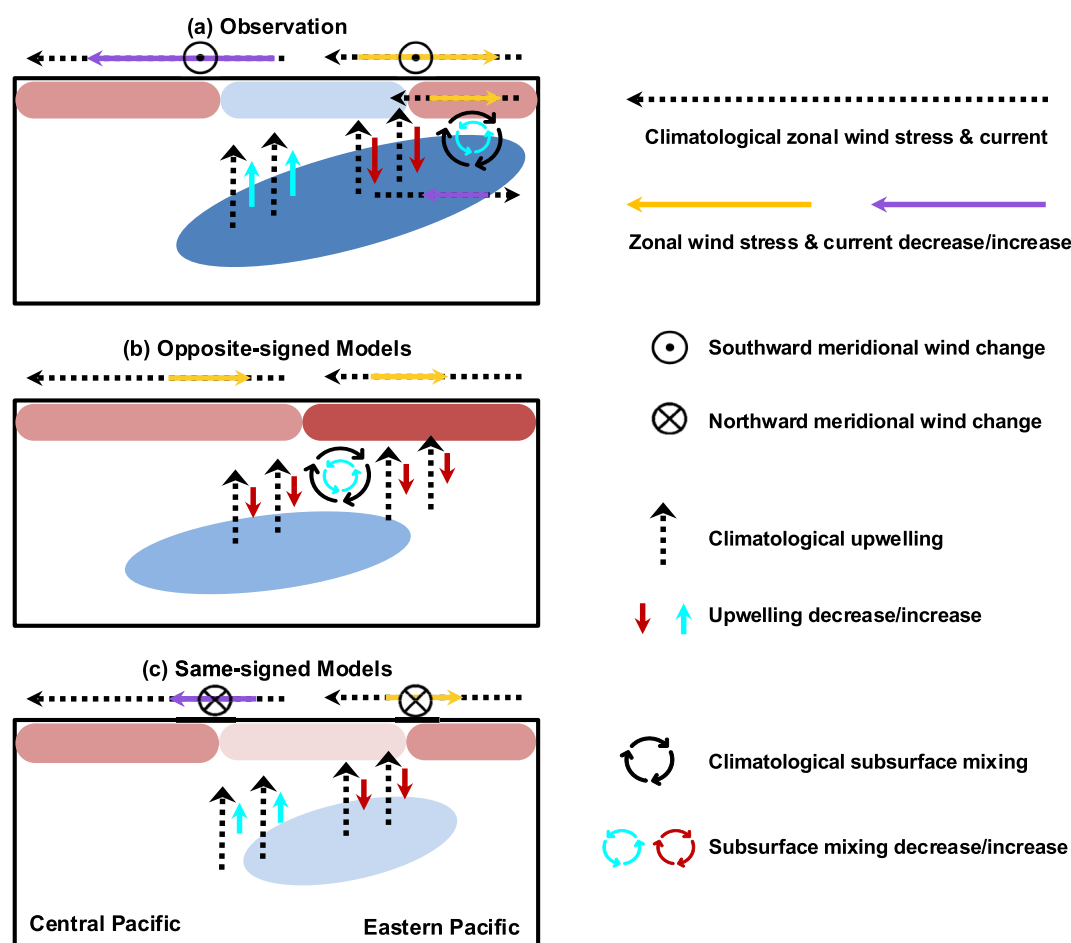 (a) Observation
Climatological zonal wind stress & current
Zonal wind stress & current decrease/increase
(b) Opposite-signed Models
Southward meridional wind change
Northward meridional wind change
Climatological upwelling
Upwelling decrease/increase
(c) Same-signed Models
Climatological subsurface mixing
Subsurface mixing decrease/increase
Central Pacific
Eastern Pacific